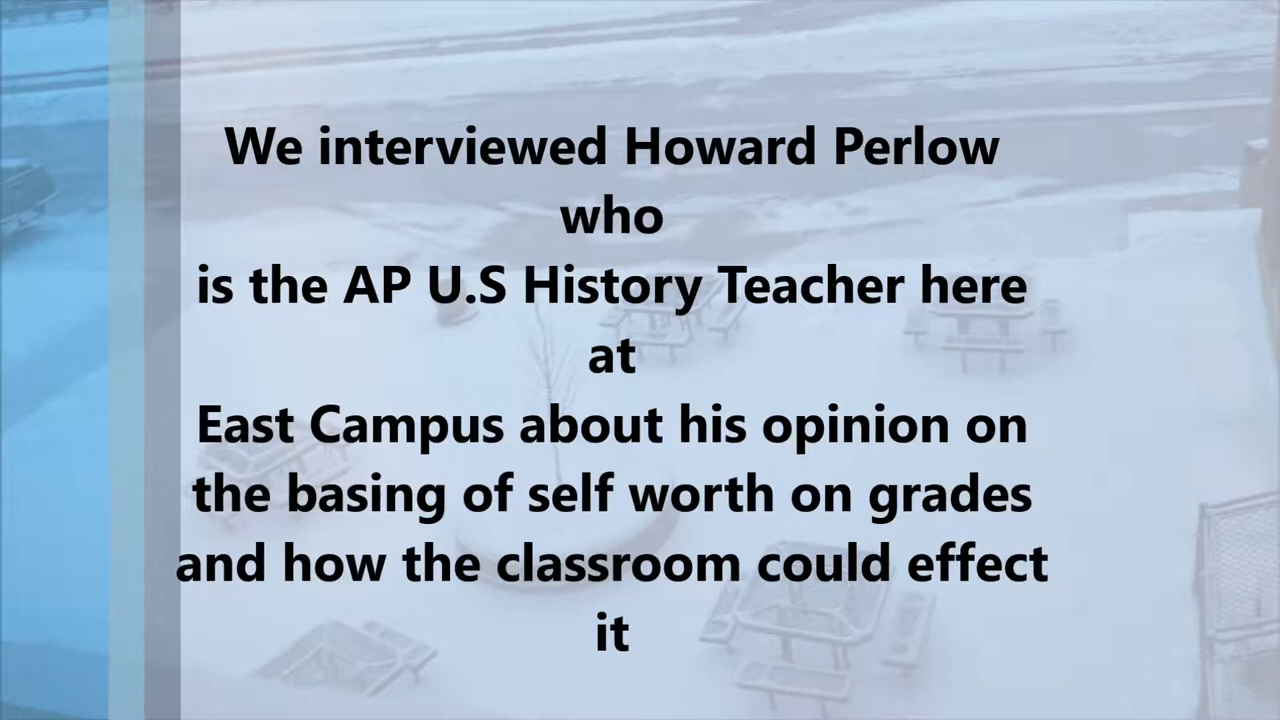 We interviewed Howard Perlow
who
is the AP U.S History Teacher here
at
East Campus about his opinion on
the basing of self worth on grades
and how the classroom could effect
it